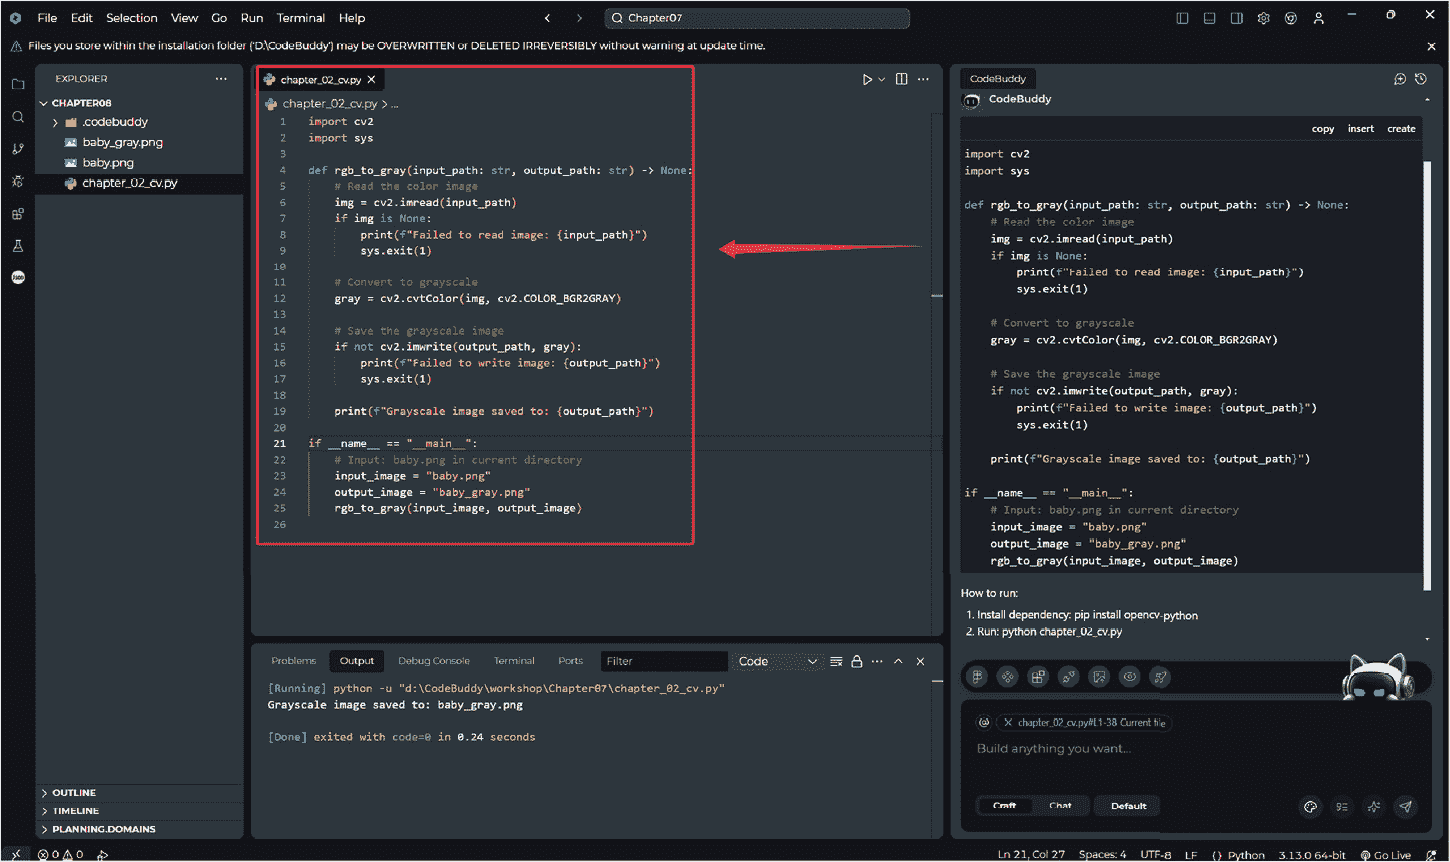 File Edit Selection View Go Run Terminal Help
Chapter07
Files you store within the installation folder ('D:\CodeBuddy') may be OVERWRITTEN or DELETED IRREVERSIBLY without warning at update time.
EXPLORER
CHAPTER08
.codebuddy
baby_gray.png
baby.png
chapter_02_cv.py
OUTLINE
TIMELINE
PLANNING.DOMAINS
chapter_02_cv.py
chapter_02_cv.py > ...
1 import cv2
2 import sys
3
4 def rgb_to_gray(input_path: str, output_path: str) -> None:
5 # Read the color image
6 img = cv2.imread(input_path)
7 if img is None:
8 print(f"Failed to read image: {input_path}")
9 sys.exit(1)
10
11 # Convert to grayscale
12 gray = cv2.cvtColor(img, cv2.COLOR_BGR2GRAY)
13
14 # Save the grayscale image
15 if not cv2.imwrite(output_path, gray):
16 print(f"Failed to write image: {output_path}")
17 sys.exit(1)
18
19 print(f"Grayscale image saved to: {output_path}")
20
21 if __name__ == "__main__":
22 # Input: baby.png in current directory
23 input_image = "baby.png"
24 output_image = "baby_gray.png"
25 rgb_to_gray(input_image, output_image)
26
Problems Output Debug Console Terminal Ports Filter Code
[Running] python -u "d:\CodeBuddy\workshop\Chapter07\chapter_02_cv.py"
Grayscale image saved to: baby_gray.png
[Done] exited with code=0 in 0.24 seconds
CodeBuddy
CodeBuddy
copy insert create
import cv2
import sys
def rgb_to_gray(input_path: str, output_path: str) -> None:
# Read the color image
img = cv2.imread(input_path)
if img is None:
print(f"Failed to read image: {input_path}")
sys.exit(1)
# Convert to grayscale
gray = cv2.cvtColor(img, cv2.COLOR_BGR2GRAY)
# Save the grayscale image
if not cv2.imwrite(output_path, gray):
print(f"Failed to write image: {output_path}")
sys.exit(1)
print(f"Grayscale image saved to: {output_path}")
if __name__ == "__main__":
# Input: baby.png in current directory
input_image = "baby.png"
output_image = "baby_gray.png"
rgb_to_gray(input_image, output_image)
How to run:
1. Install dependency: pip install opencv-python
2. Run: python chapter_02_cv.py
chapter_02_cv.py#L1-38 Current file
Build anything you want...
Craft Chat Default
0 0
Ln 21, Col 27 Spaces: 4 UTF-8 LF {} Python 3.13.0 64-bit Go Live